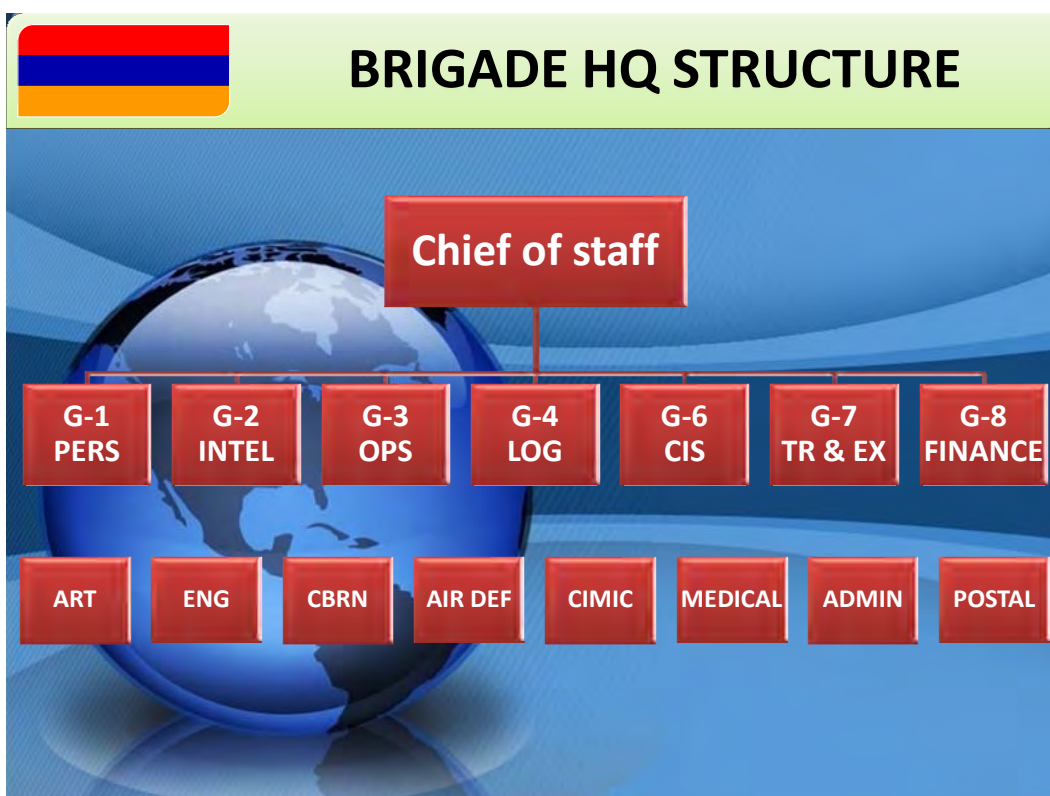 BRIGADE HQ STRUCTURE
Chief of staff
G-1
PERS
G-2
INTEL
G-3
OPS
G-4
LOG
G-6
CIS
G-7
TR & EX
G-8
FINANCE
ART
ENG
CBRN
AIR DEF
CIMIC
MEDICAL
ADMIN
POSTAL